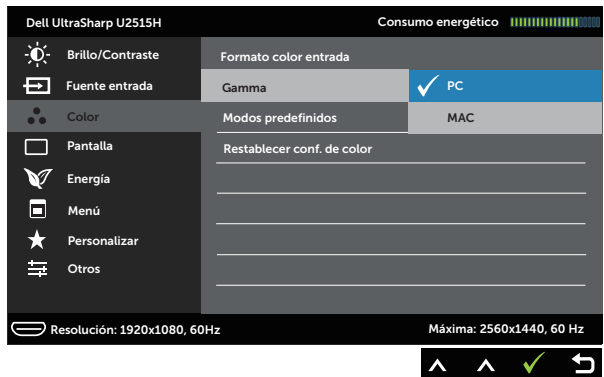 Dell UltraSharp U2515H
Consumo energético
Brillo/Contraste
Fuente entrada
Color
Pantalla
Energía
Menú
Personalizar
Otros
Formato color entrada
Gamma
Modos predefinidos
Restablecer conf. de color
PC
MAC
Resolución: 1920x1080, 60Hz
Máxima: 2560x1440, 60 Hz